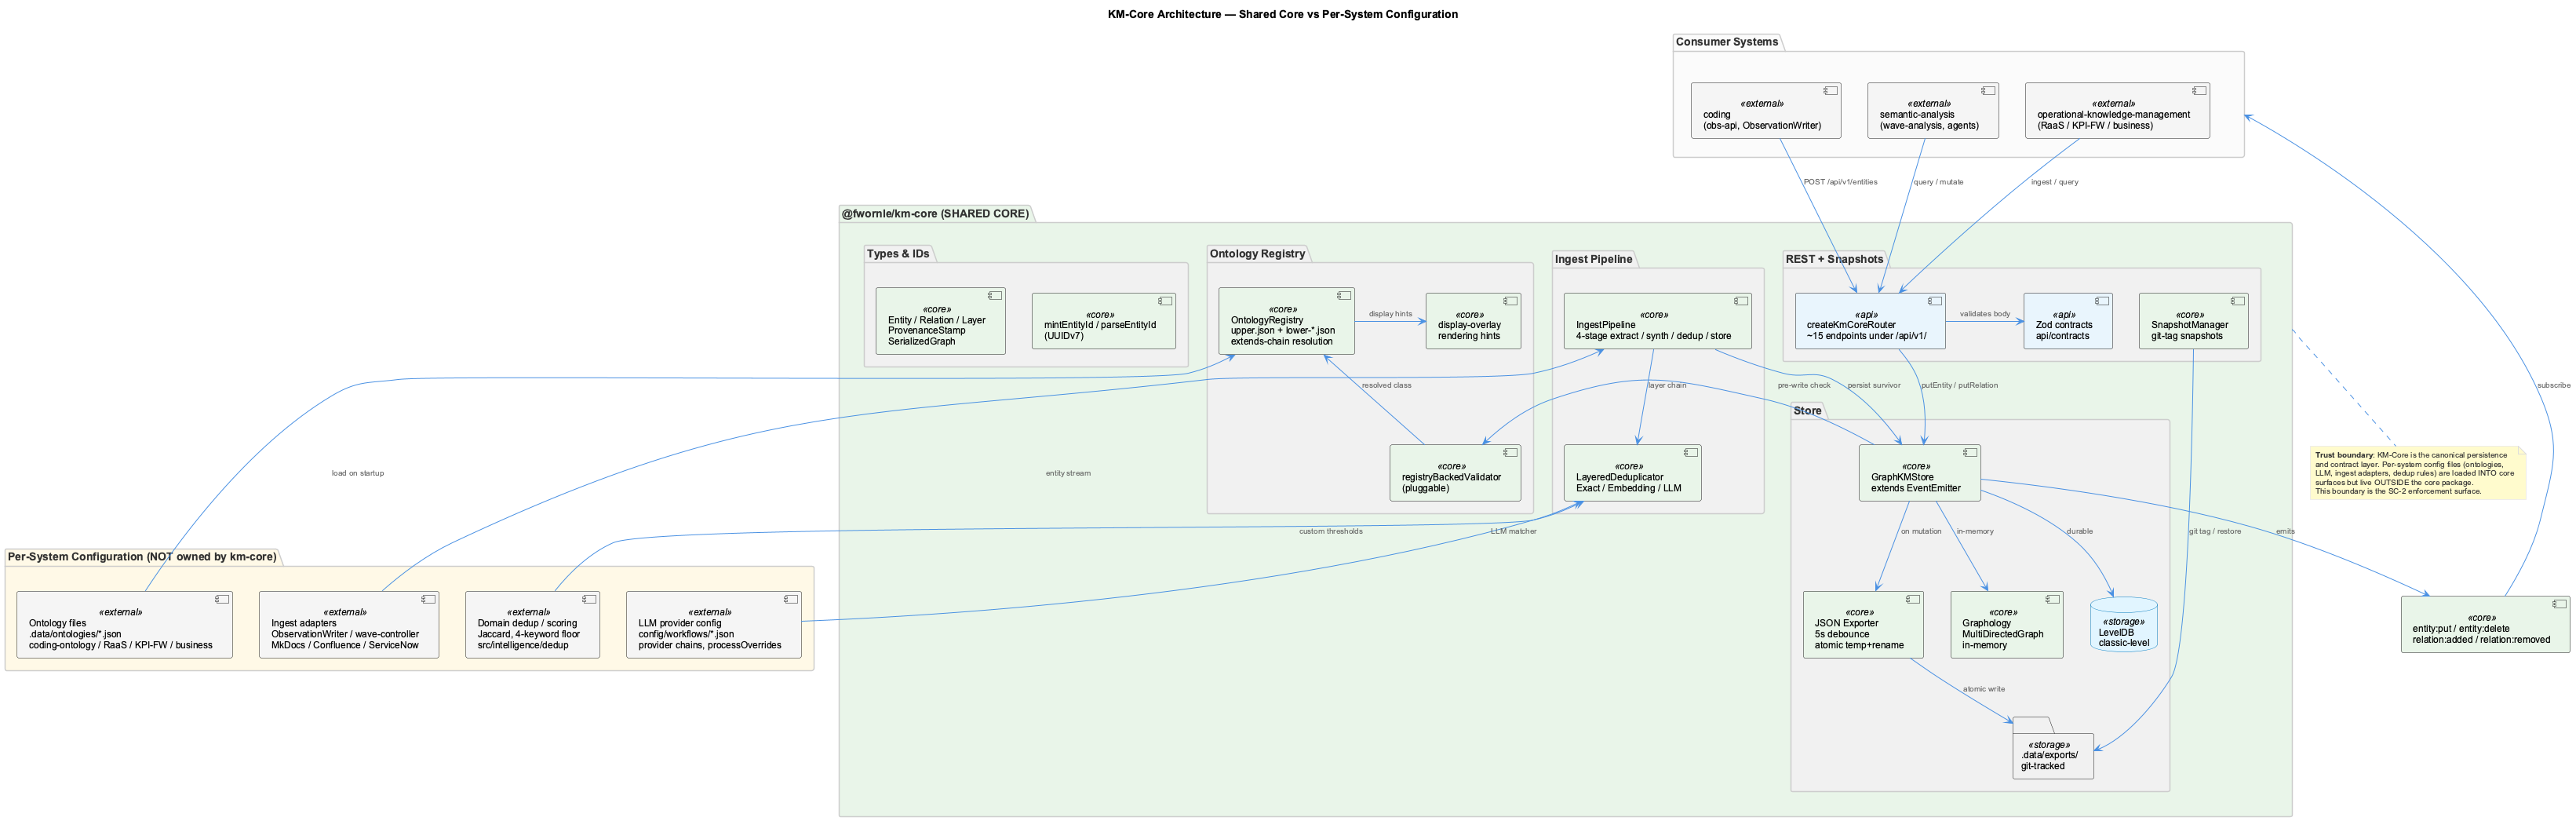 KM-Core Architecture — Shared Core vs Per-System Configuration
Consumer Systems
«external»
coding
(obs-api, ObservationWriter)
«external»
semantic-analysis
(wave-analysis, agents)
«external»
operational-knowledge-management
(RaaS / KPI-FW / business)
POST /api/v1/entities
query / mutate
ingest / query
@fwornle/km-core (SHARED CORE)
Types & IDs
«core»
Entity / Relation / Layer
ProvenanceStamp
SerializedGraph
«core»
mintEntityId / parseEntityId
(UUIDv7)
Ontology Registry
«core»
OntologyRegistry
upper.json + lower-*.json
extends-chain resolution
display hints
«core»
display-overlay
rendering hints
resolved class
«core»
registryBackedValidator
(pluggable)
Ingest Pipeline
«core»
IngestPipeline
4-stage extract / synth / dedup / store
layer chain
pre-write check
persist survivor
«core»
LayeredDeduplicator
Exact / Embedding / LLM
REST + Snapshots
«api»
createKmCoreRouter
~15 endpoints under /api/v1/
validates body
«api»
Zod contracts
api/contracts
«core»
SnapshotManager
git-tag snapshots
putEntity / putRelation
Store
«core»
GraphKMStore
extends EventEmitter
on mutation
in-memory
durable
git tag / restore
emits
«core»
JSON Exporter
5s debounce
atomic temp+rename
«core»
Graphology
MultiDirectedGraph
in-memory
«storage»
LevelDB
classic-level
atomic write
«storage»
.data/exports/
git-tracked
subscribe
Trust boundary: KM-Core is the canonical persistence
and contract layer. Per-system config files (ontologies,
LLM, ingest adapters, dedup rules) are loaded INTO core
surfaces but live OUTSIDE the core package.
This boundary is the SC-2 enforcement surface.
«core»
entity:put / entity:delete
relation:added / relation:removed
load on startup
entity stream
custom thresholds
LLM matcher
Per-System Configuration (NOT owned by km-core)
«external»
Ontology files
.data/ontologies/*.json
coding-ontology / RaaS / KPI-FW / business
«external»
Ingest adapters
ObservationWriter / wave-controller
MkDocs / Confluence / ServiceNow
«external»
Domain dedup / scoring
Jaccard, 4-keyword floor
src/intelligence/dedup
«external»
LLM provider config
config/workflows/*.json
provider chains, processOverrides